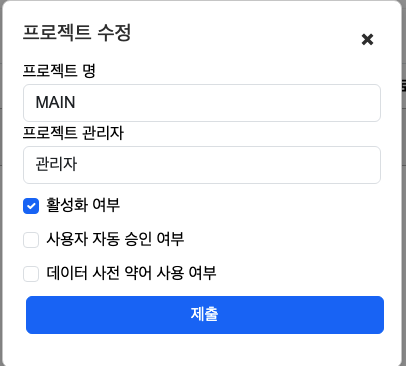 프로젝트 수정
프로젝트 명
MAIN
프로젝트 관리자
관리자
활성화 여부
사용자 자동 승인 여부
데이터 사전 약어 사용 여부
제출